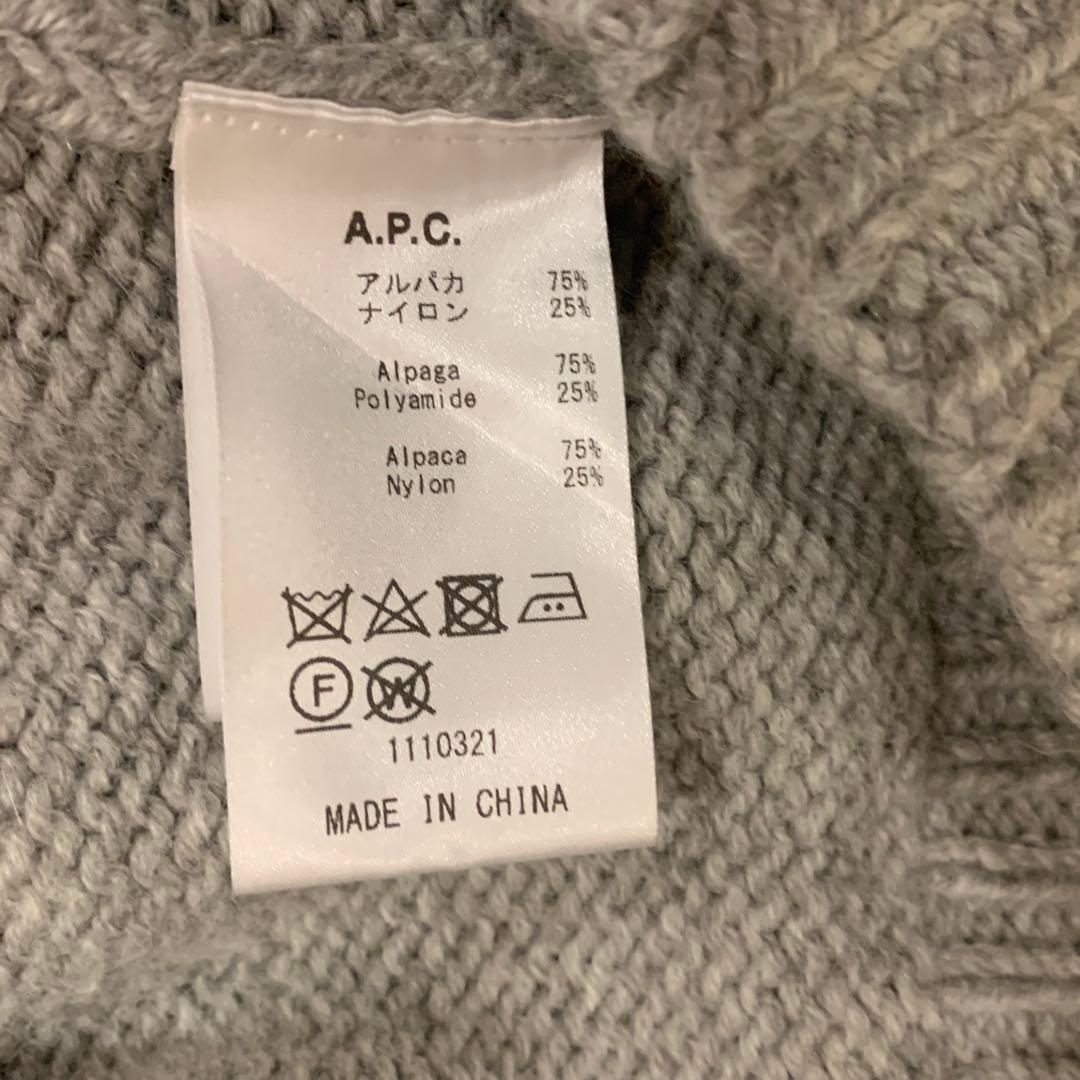 A.P.C.
アルパカ 75%
ナイロン 25%
Alpaga 75%
Polyamide 25%
Alpaca 75%
Nylon 25%
F W
1110321
MADE IN CHINA